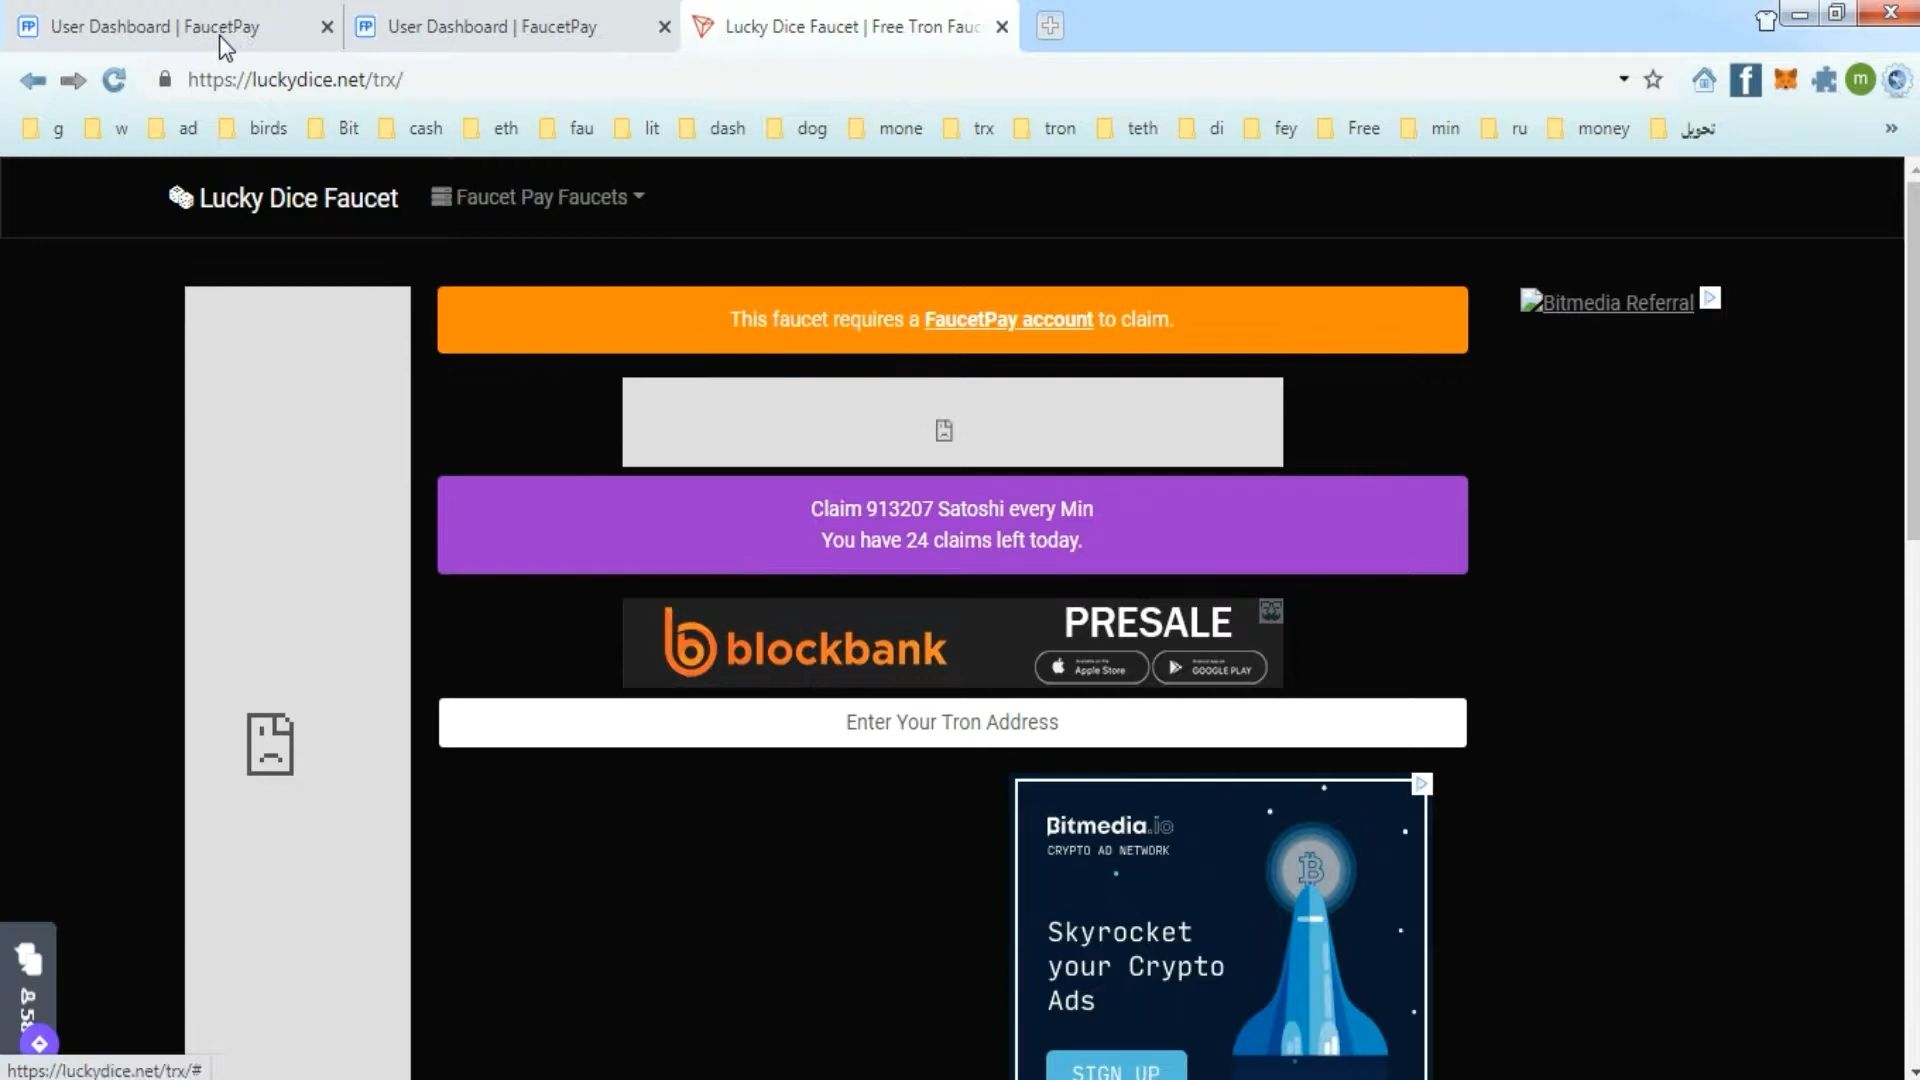 User Dashboard | FaucetPay
User Dashboard | FaucetPay
Lucky Dice Faucet | Free Tron Fauc
https://luckydice.net/trx/
g w ad birds Bit cash eth fau lit dash dog mone trx tron teth di fey Free min ru money تحويل »
Lucky Dice Faucet
Faucet Pay Faucets
This faucet requires a FaucetPay account to claim.
Bitmedia Referral
Claim 913207 Satoshi every Min
You have 24 claims left today.
blockbank
PRESALE
Available on the Apple Store
GOOGLE PLAY
Enter Your Tron Address
Bitmedia.io
CRYPTO AD NETWORK
Skyrocket
your Crypto
Ads
SIGN UP
https://luckydice.net/trx/#